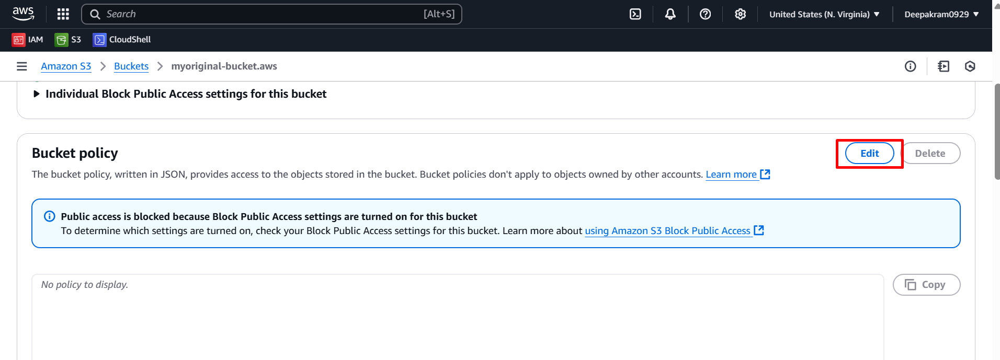 aws
Search [Alt+S]
United States (N. Virginia)
Deepakram0929
IAM S3 CloudShell
Amazon S3 Buckets myoriginal-bucket.aws
Individual Block Public Access settings for this bucket
Bucket policy
Edit Delete
The bucket policy, written in JSON, provides access to the objects stored in the bucket. Bucket policies don't apply to objects owned by other accounts. Learn more
Public access is blocked because Block Public Access settings are turned on for this bucket
To determine which settings are turned on, check your Block Public Access settings for this bucket. Learn more about using Amazon S3 Block Public Access
No policy to display.
Copy